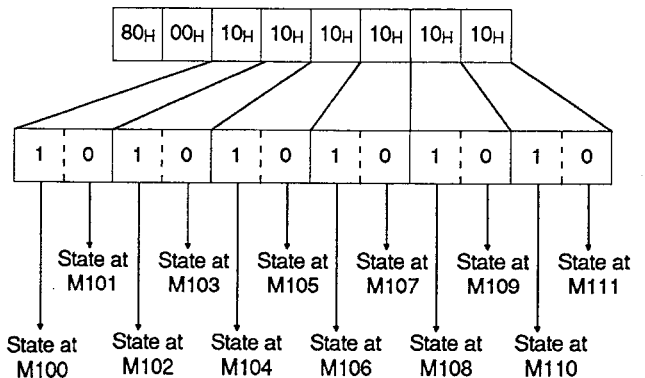 80H 00H 10H 10H 10H 10H 10H 10H
1 0 1 0 1 0 1 0 1 0 1 0
State at M101
State at M103
State at M105
State at M107
State at M109
State at M111
State at M100
State at M102
State at M104
State at M106
State at M108
State at M110